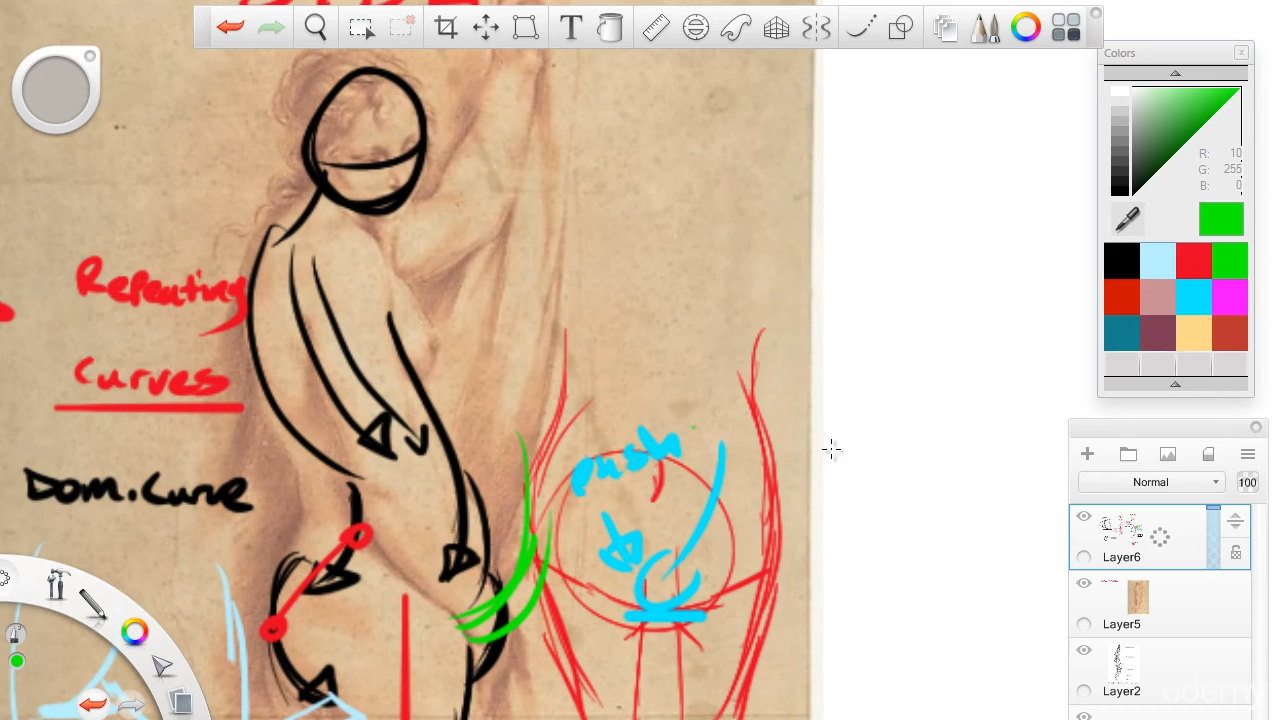 Colors
R: 10
G: 255
B: 0
Repeating
Curves
Dom. Curve
push
Normal
100
Layer6
Layer5
Layer2
udemy